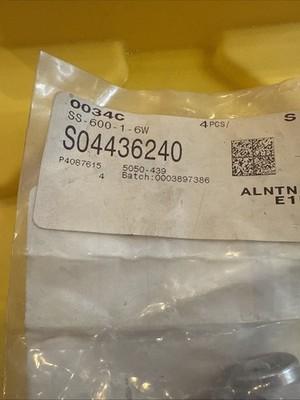 0034C 4PCS/ S
SS-600-1-6W
S04436240
P4087615 5050-439
4 Batch:0003897386
ALNTN
E1